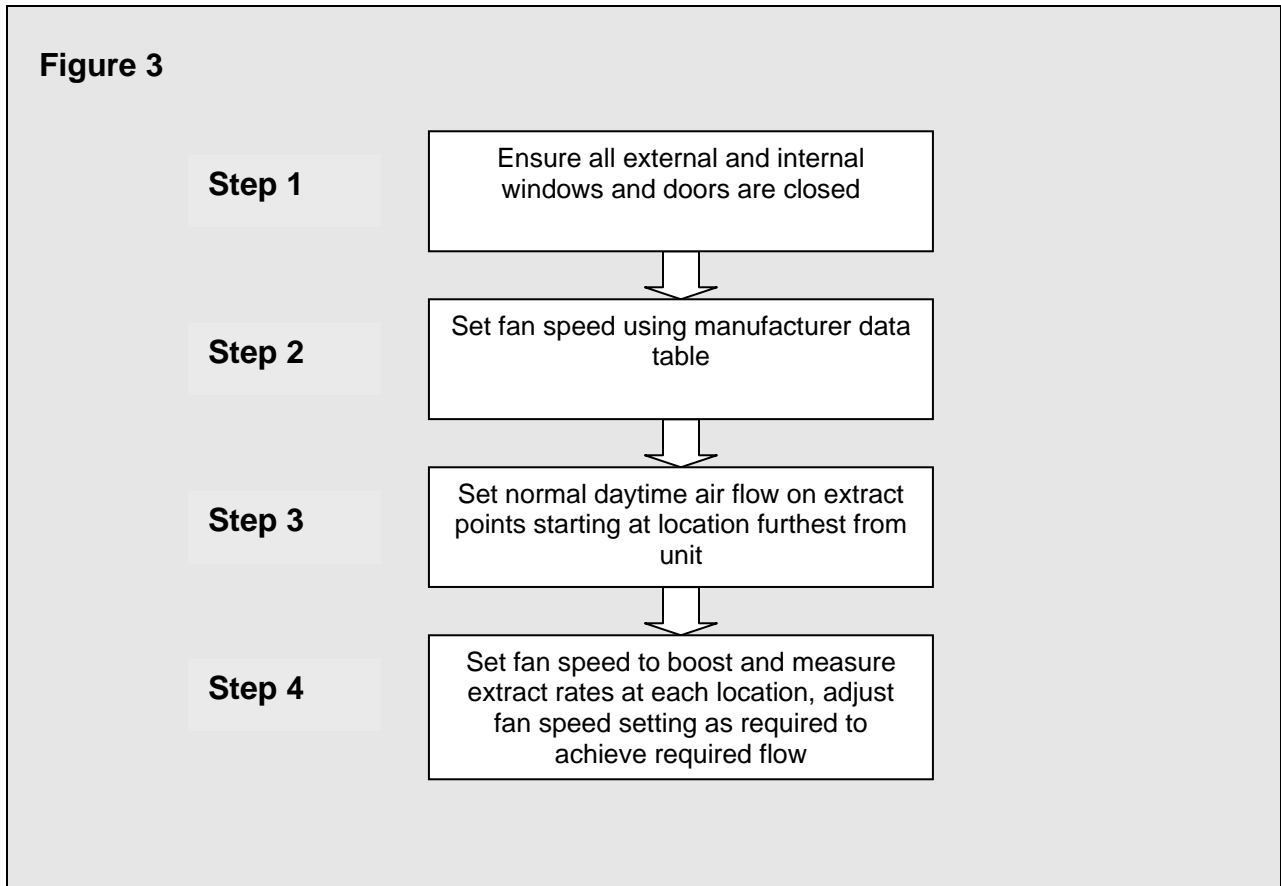 Figure 3
Step 1
Ensure all external and internal
windows and doors are closed
Step 2
Set fan speed using manufacturer data
table
Step 3
Set normal daytime air flow on extract
points starting at location furthest from
unit
Step 4
Set fan speed to boost and measure
extract rates at each location, adjust
fan speed setting as required to
achieve required flow